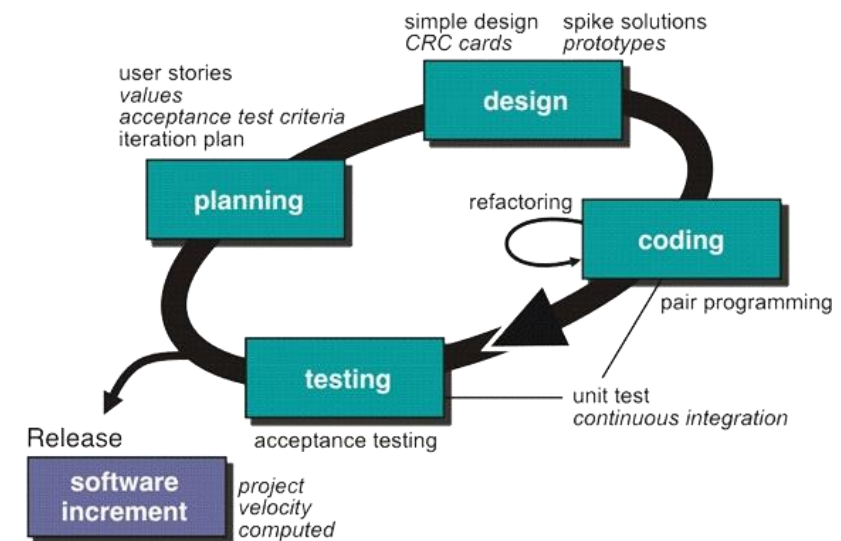 simple design
CRC cards
spike solutions
prototypes
design
user stories
values
acceptance test criteria
iteration plan
planning
refactoring
coding
pair programming
testing
unit test
continuous integration
acceptance testing
Release
software
increment
project
velocity
computed